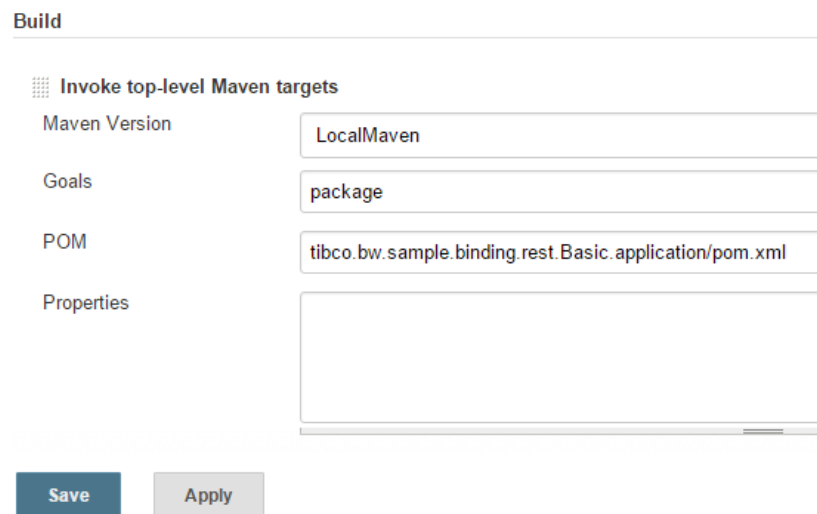 Build
Invoke top-level Maven targets
Maven Version
LocalMaven
Goals
package
POM
tibco.bw.sample.binding.rest.Basic.application/pom.xml
Properties
Save
Apply